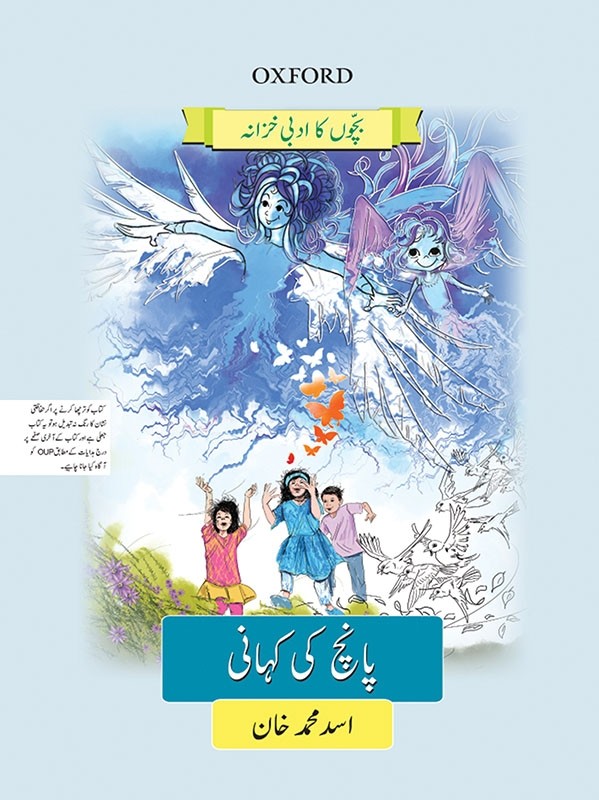 OXFORD
بچّوں کا ادبی خزانہ
کتاب کو ترچھا کرنے پر اگر حفاظتی
نشان کا رنگ نہ تبدیل ہو تو یہ کتاب
جعلی ہے اور کتاب کے آخری صفحے پر
درج ہدایات کے مطابق OUP کو
آگاہ کیا جانا چاہیے۔
پانچ کی کہانی
اسد محمد خان